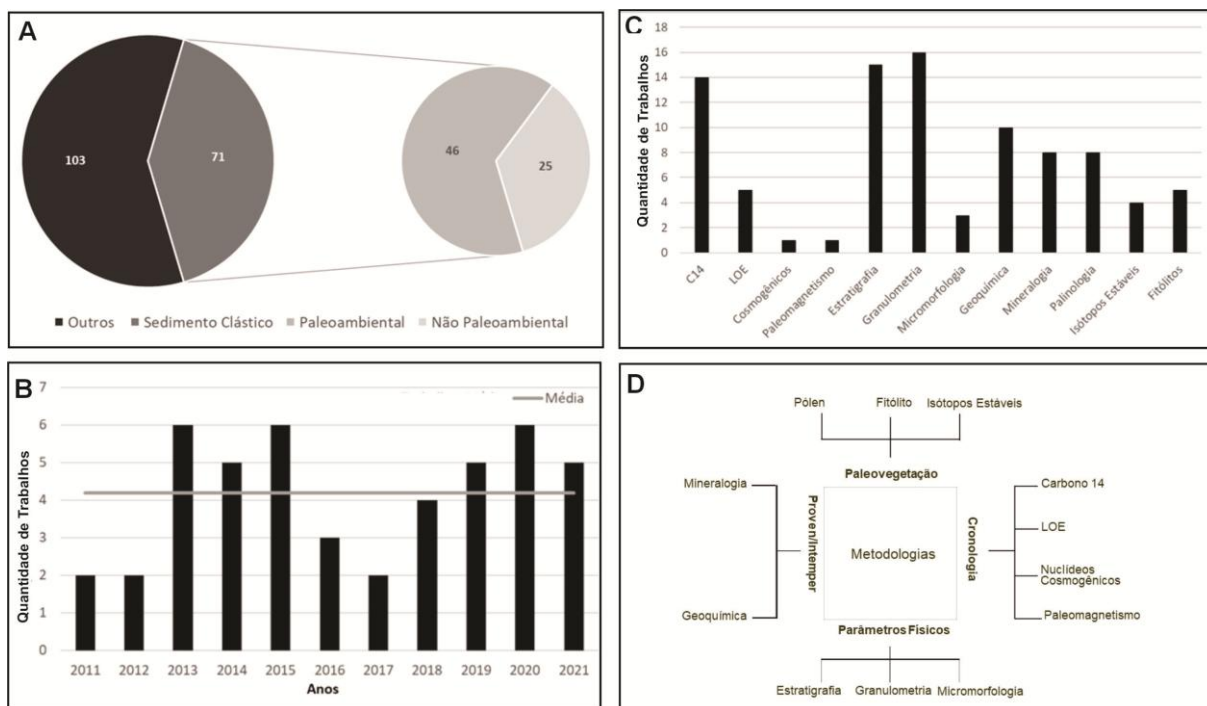 A
103
71
46
25
Outros
Sedimento Clástico
Paleoambiental
Não Paleoambiental
B
Quantidade de Trabalhos
7
6
5
4
3
2
1
0
Média
2011 2012 2013 2014 2015 2016 2017 2018 2019 2020 2021
Anos
C
Quantidade de Trabalhos
18
16
14
12
10
8
6
4
2
0
C14
LOE
Cosmogênicos
Paleomagnetismo
Estratigrafia
Granulometria
Micromorfologia
Geoquímica
Mineralogia
Palinologia
Isótopos Estáveis
Fitólitos
D
Pólen
Fitólito
Isótopos Estáveis
Paleovegetação
Mineralogia
Geoquímica
Proven/Intemper
Metodologias
Cronologia
Carbono 14
LOE
Nuclídeos
Cosmogênicos
Paleomagnetismo
Parâmetros Físicos
Estratigrafia
Granulometria
Micromorfologia